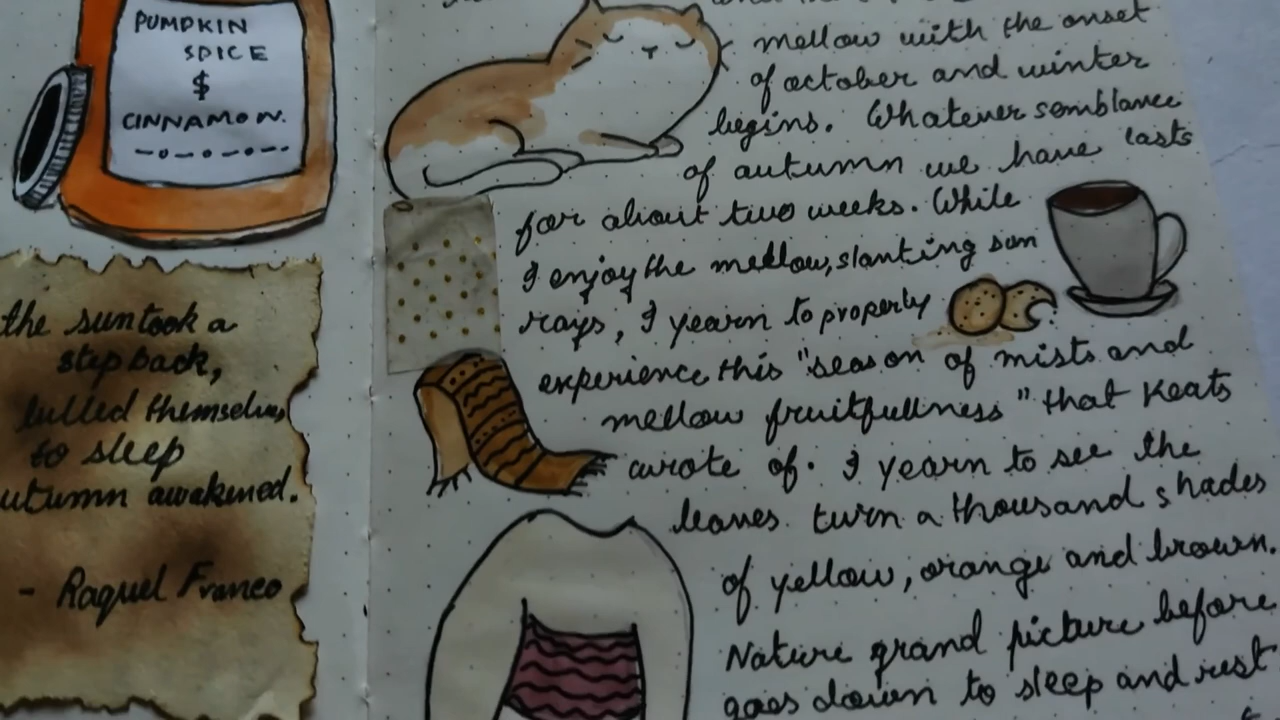 PUMPKIN
SPICE
$
CINNAMON.
the sun took a
step back,
lulled themselves
to sleep
utumn awakened.
- Raquel Franco
mellow with the onset
of october and winter
begins. Whatever semblance
of autumn we have lasts
for about two weeks. While
I enjoy the mellow, slanting sun
rays, I yearn to properly
experience this "season of mists and
mellow fruitfullness" that Keats
wrote of. I yearn to see the
leaves turn a thousand shades
of yellow, orange and brown.
Nature grand picture before
goes down to sleep and rest